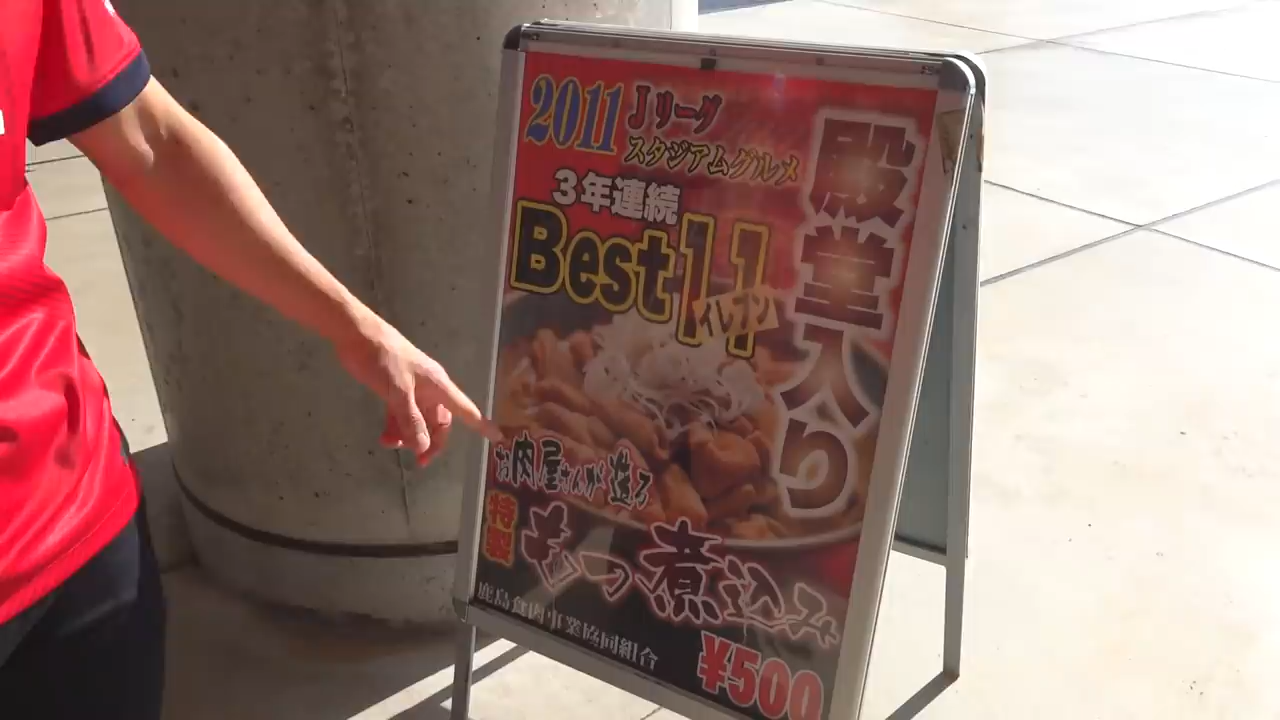 2011 Jリーグ
スタジアムグルメ
3年連続
Best11
イレブン
殿堂入り
お肉屋さんが造る
特製
もつ煮込み
鹿島食肉事業協同組合
¥500